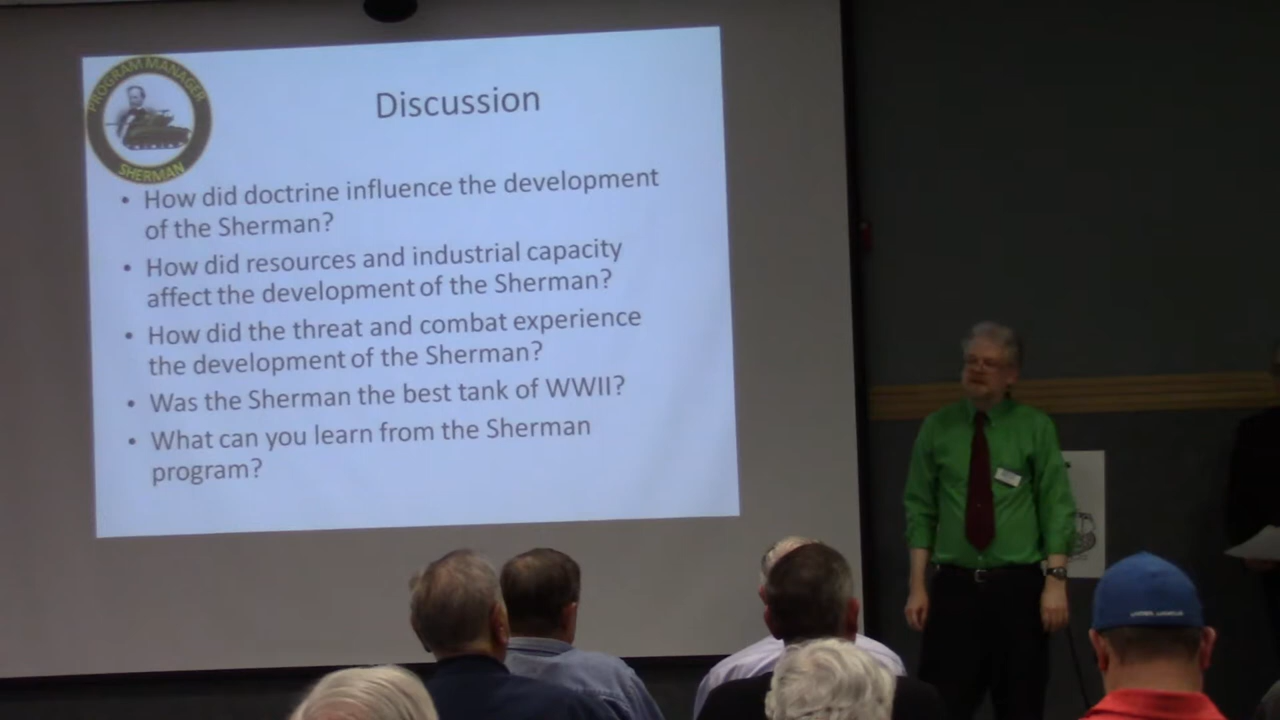 PROGRAM MANAGER
SHERMAN
Discussion
• How did doctrine influence the development
of the Sherman?
• How did resources and industrial capacity
affect the development of the Sherman?
• How did the threat and combat experience
the development of the Sherman?
• Was the Sherman the best tank of WWII?
• What can you learn from the Sherman
program?
UNDER ARMOUR